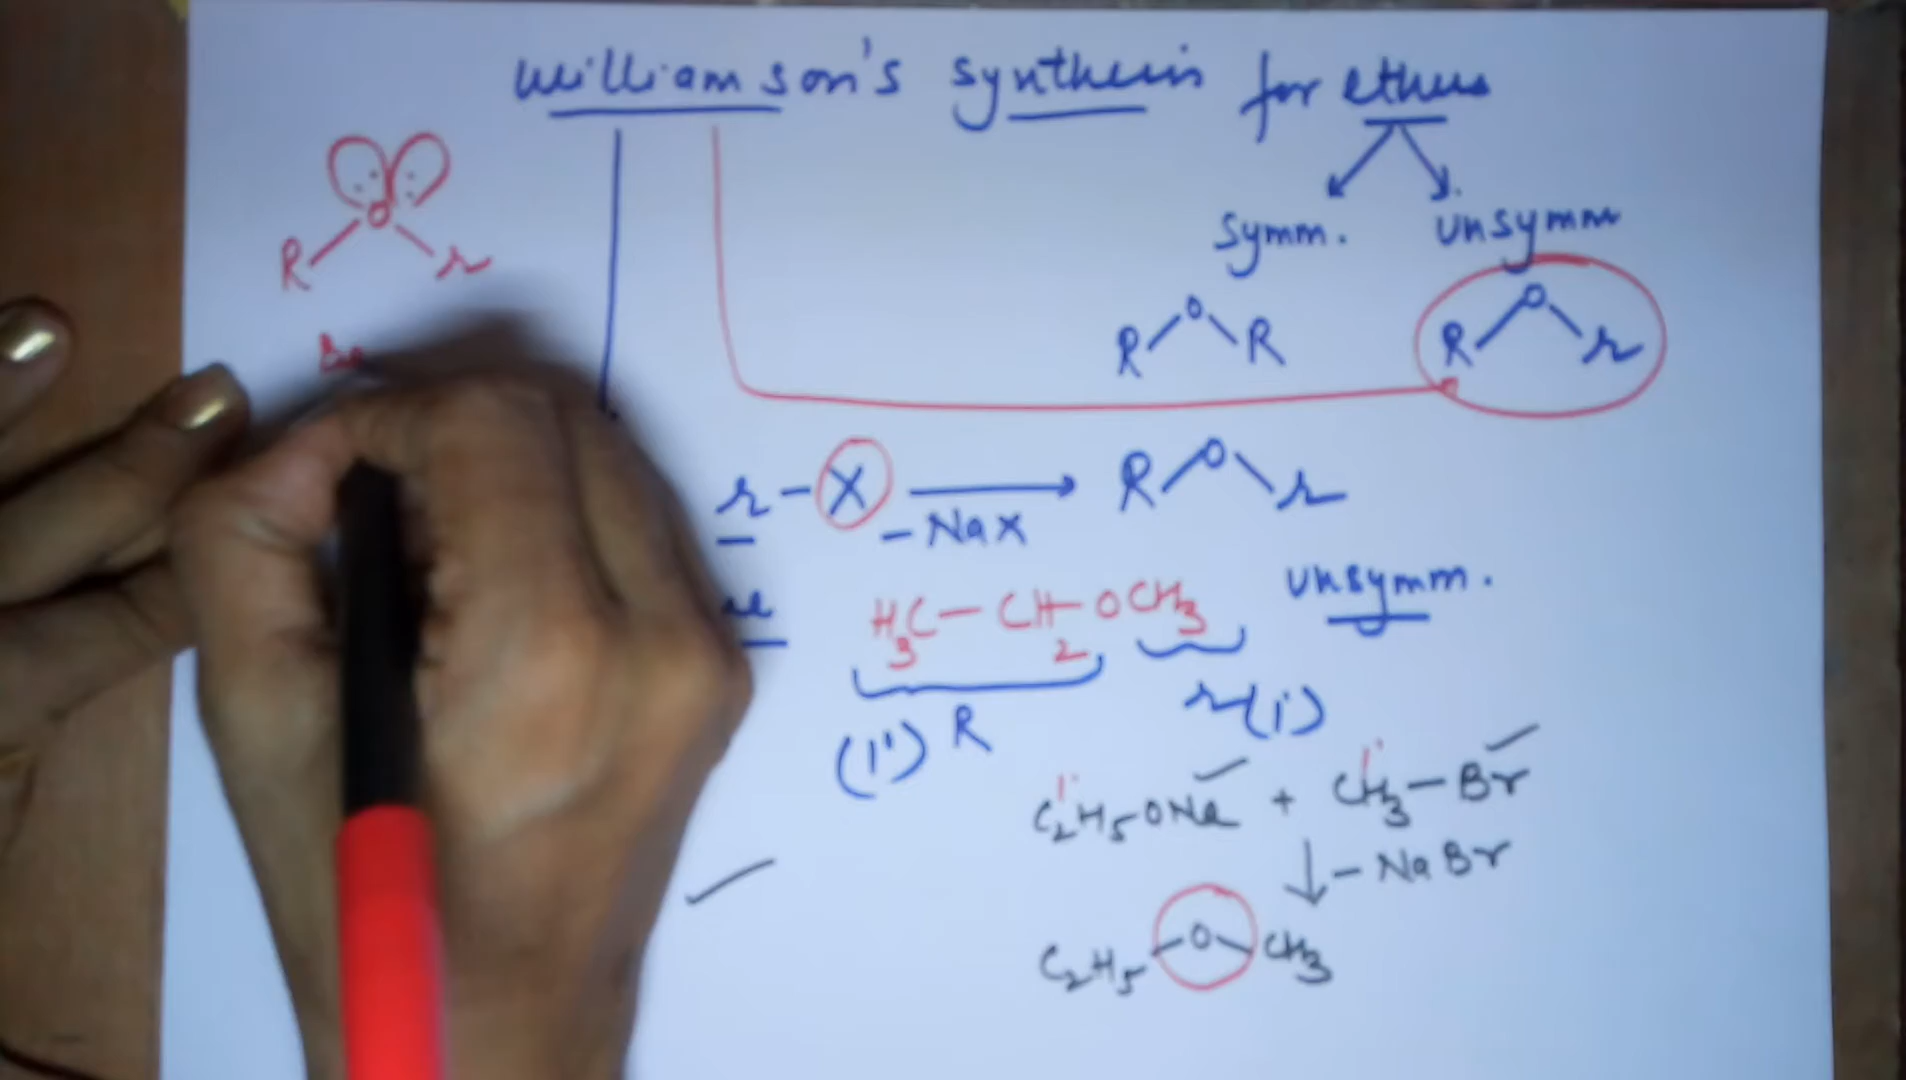 Williamson's synthesis for ethers
symm. unsymm
R O r
R O R
R O r
r - X → R O r
- NaX
H3C - CH2 - OCH3 unsymm.
(1°) R r (1°)
C2H5ONa + CH3 - Br
↓ - NaBr
C2H5 - O - CH3